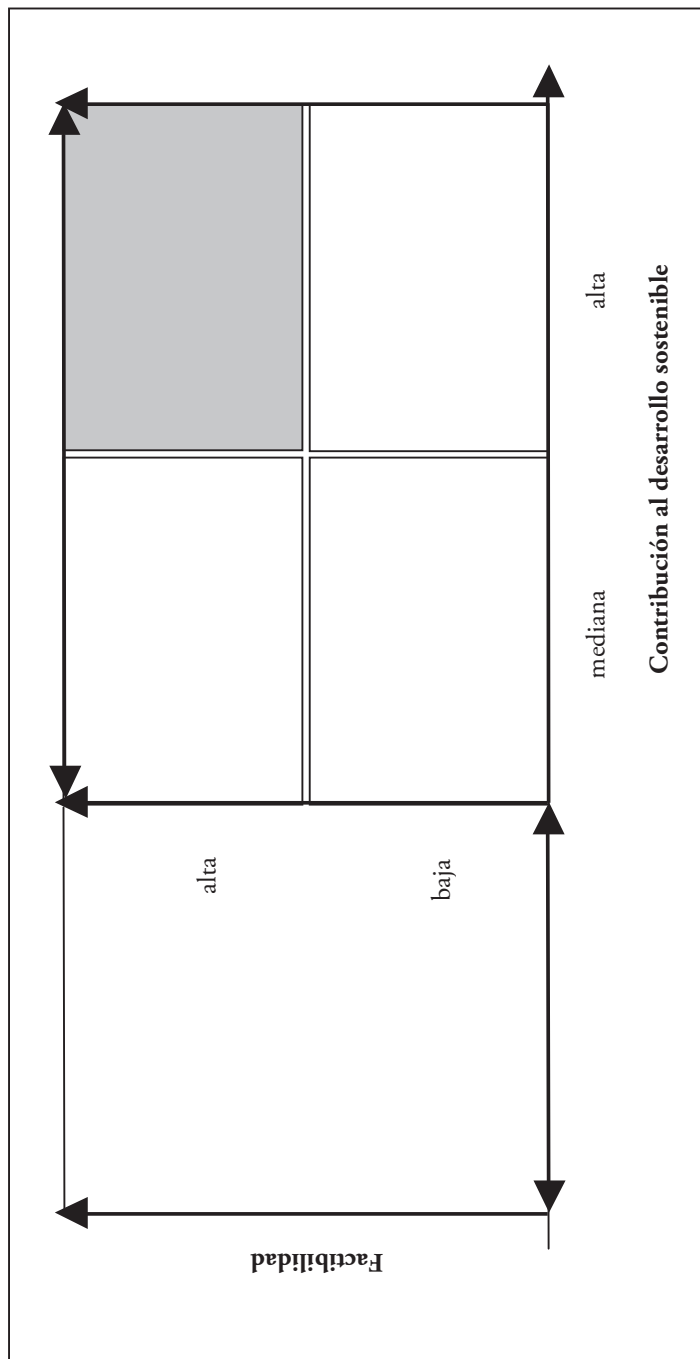 Factibilidad
alta
baja
mediana
alta
Contribución al desarrollo sostenible